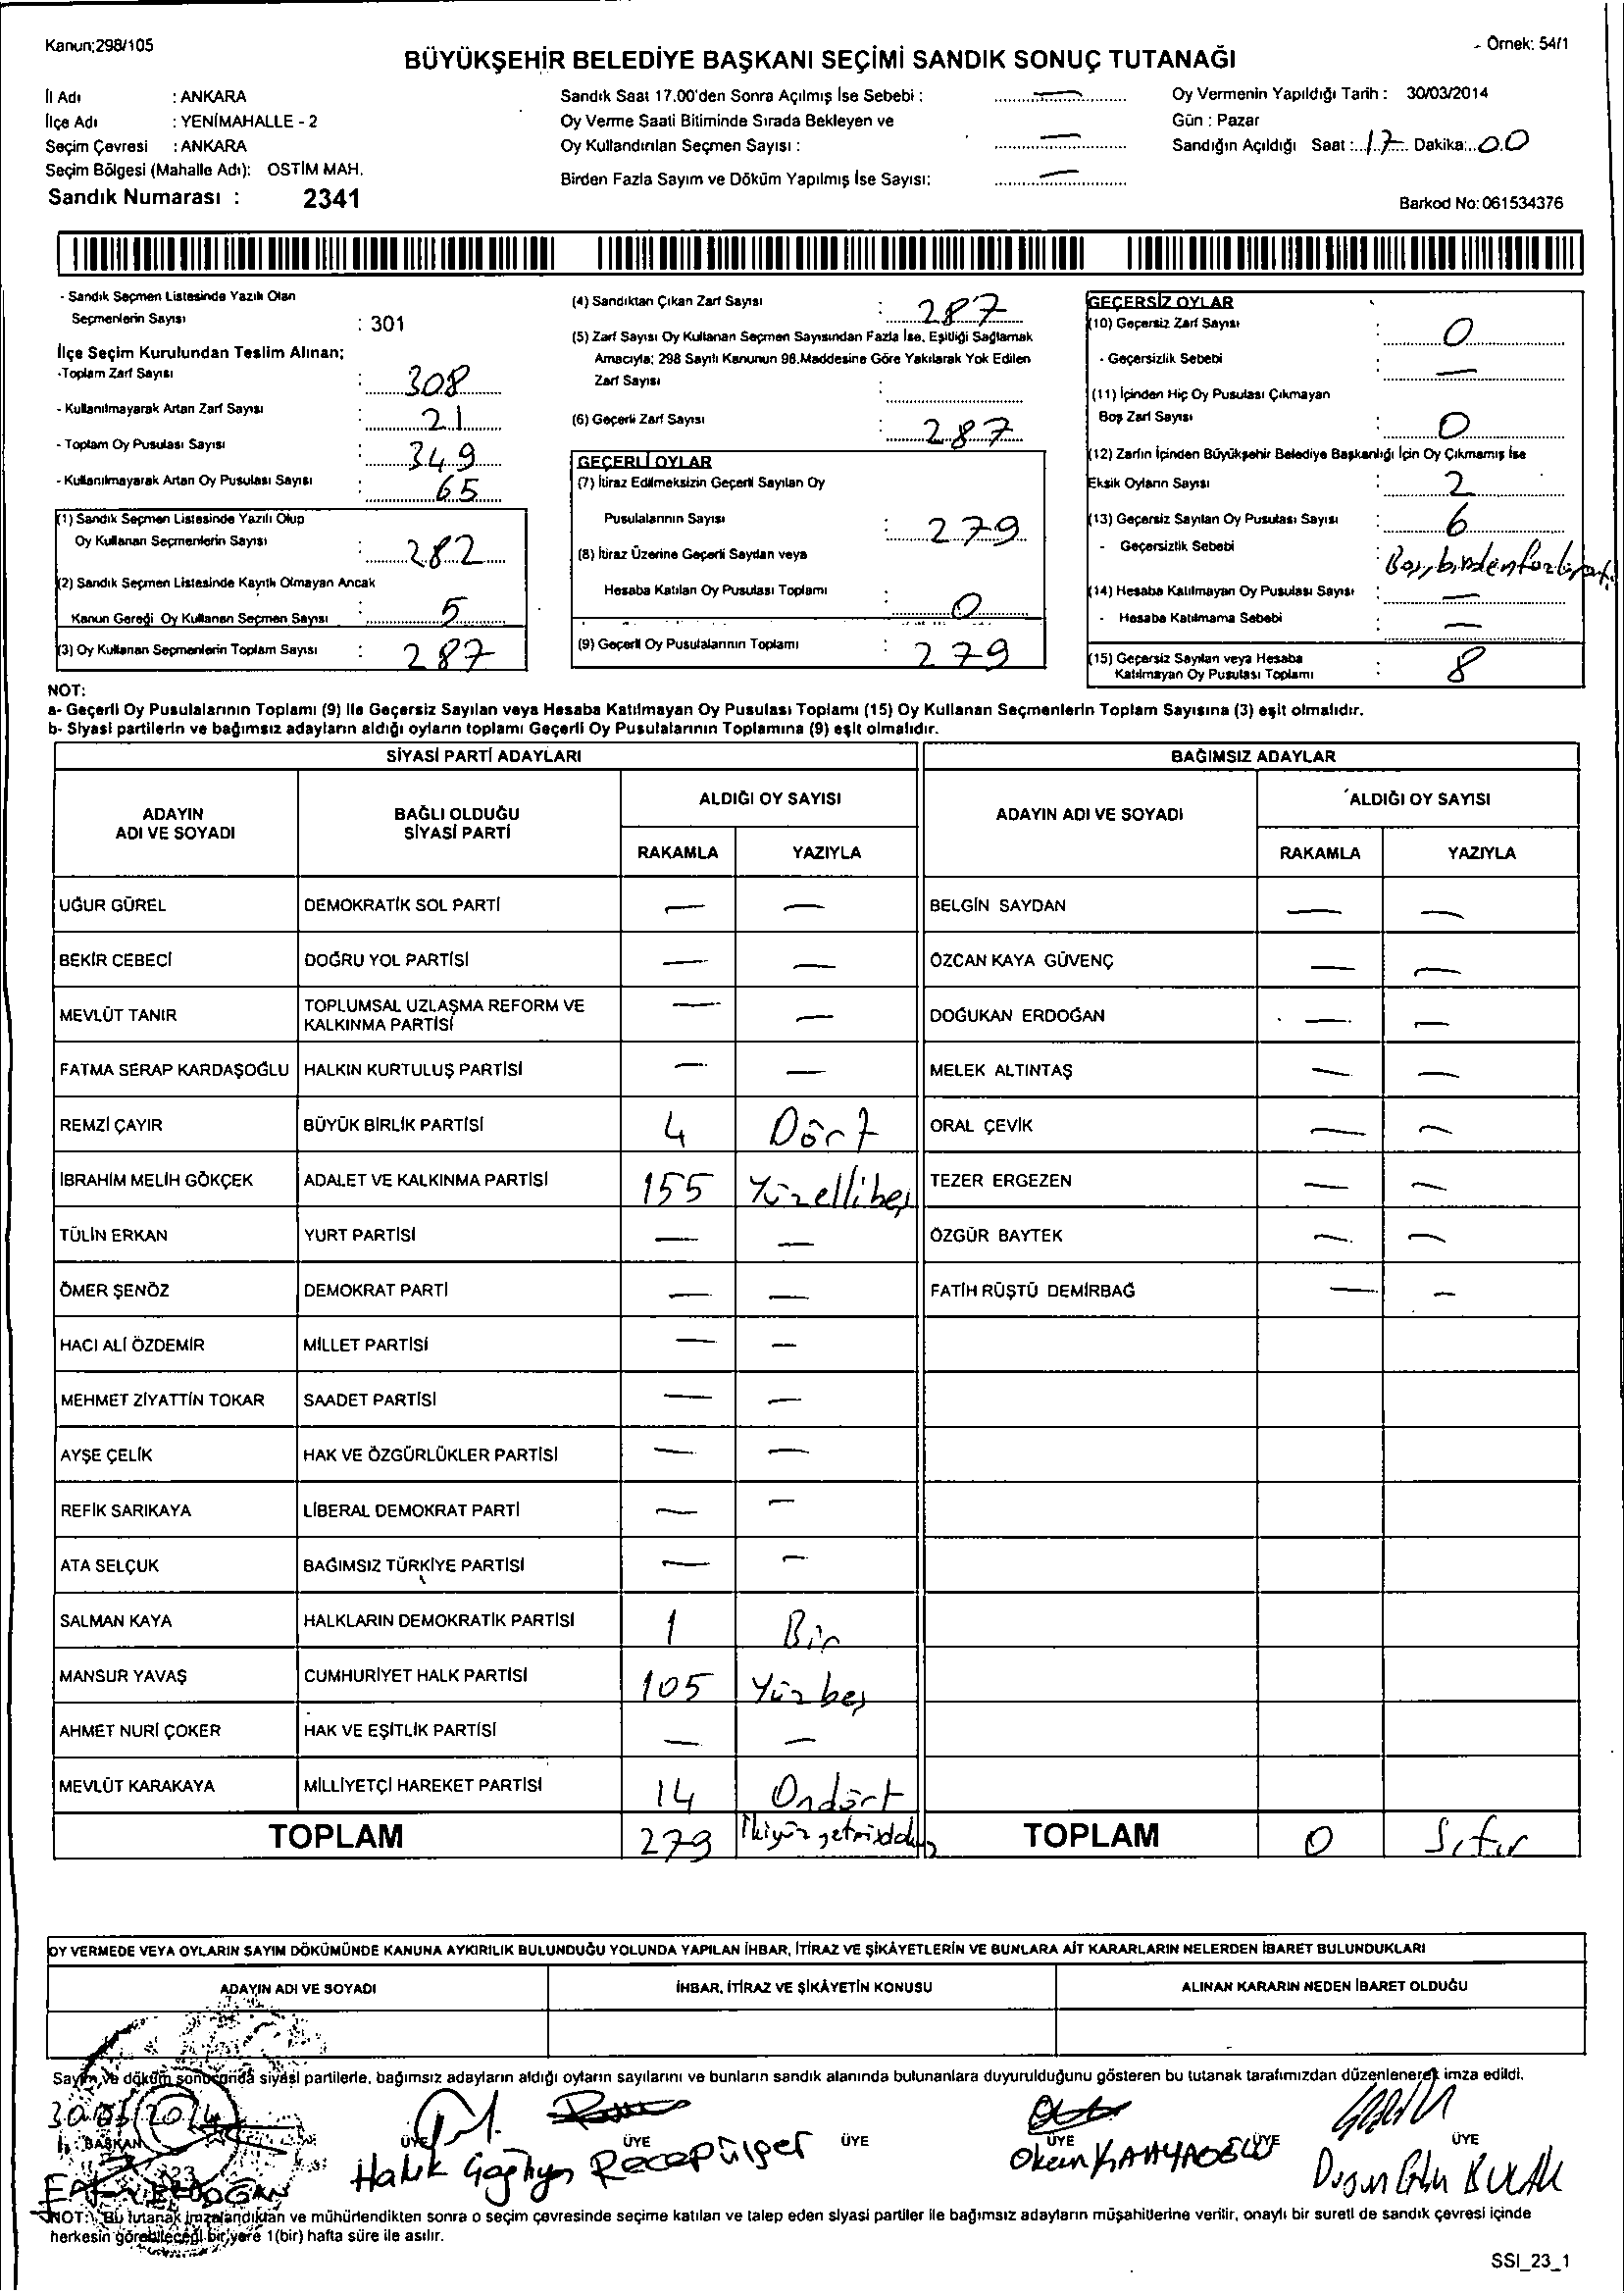 Kanun;298/105
Örnek: 54/1
BÜYÜKŞEHİR BELEDİYE BAŞKANI SEÇİMİ SANDIK SONUÇ TUTANAĞI
İl Adı : ANKARA
İlçe Adı : YENİMAHALLE - 2
Seçim Çevresi : ANKARA
Seçim Bölgesi (Mahalle Adı): OSTİM MAH.
Sandık Numarası : 2341
Sandık Saat 17.00'den Sonra Açılmış İse Sebebi : —
Oy Verme Saati Bitiminde Sırada Bekleyen ve
Oy Kullandırılan Seçmen Sayısı : —
Birden Fazla Sayım ve Döküm Yapılmış İse Sayısı: —
Oy Vermenin Yapıldığı Tarih : 30/03/2014
Gün : Pazar
Sandığın Açıldığı Saat : 17 Dakika: 00
Barkod No: 061534376
- Sandık Seçmen Listesinde Yazılı Olan
Seçmenlerin Sayısı : 301
İlçe Seçim Kurulundan Teslim Alınan;
-Toplam Zarf Sayısı : 308
- Kullanılmayarak Artan Zarf Sayısı : 21
- Toplam Oy Pusulası Sayısı : 349
- Kullanılmayarak Artan Oy Pusulası Sayısı : 65
(1) Sandık Seçmen Listesinde Yazılı Olup
Oy Kullanan Seçmenlerin Sayısı : 282
(2) Sandık Seçmen Listesinde Kayıtlı Olmayan Ancak
Kanun Gereği Oy Kullanan Seçmen Sayısı : 5
(3) Oy Kullanan Seçmenlerin Toplam Sayısı : 287
(4) Sandıktan Çıkan Zarf Sayısı : 287
(5) Zarf Sayısı Oy Kullanan Seçmen Sayısından Fazla İse, Eşitliği Sağlamak
Amacıyla; 298 Sayılı Kanunun 98.Maddesine Göre Yakılarak Yok Edilen
Zarf Sayısı :
(6) Geçerli Zarf Sayısı : 287
GEÇERLİ OYLAR
(7) İtiraz Edilmeksizin Geçerli Sayılan Oy
Pusulalarının Sayısı : 279
(8) İtiraz Üzerine Geçerli Sayılan veya
Hesaba Katılan Oy Pusulası Toplamı : 0
(9) Geçerli Oy Pusulalarının Toplamı : 279
GEÇERSİZ OYLAR
(10) Geçersiz Zarf Sayısı : 0
- Geçersizlik Sebebi : —
(11) İçinden Hiç Oy Pusulası Çıkmayan
Boş Zarf Sayısı : 0
(12) Zarfın İçinden Büyükşehir Belediye Başkanlığı İçin Oy Çıkmamış İse
Eksik Oyların Sayısı : 2
(13) Geçersiz Sayılan Oy Pusulası Sayısı : 6
- Geçersizlik Sebebi : Boş, birden fazla
(14) Hesaba Katılmayan Oy Pusulası Sayısı : —
- Hesaba Katılmama Sebebi : —
(15) Geçersiz Sayılan veya Hesaba
Katılmayan Oy Pusulası Toplamı : 8
NOT:
a- Geçerli Oy Pusulalarının Toplamı (9) ile Geçersiz Sayılan veya Hesaba Katılmayan Oy Pusulası Toplamı (15) Oy Kullanan Seçmenlerin Toplam Sayısına (3) eşit olmalıdır.
b- Siyasi partilerin ve bağımsız adayların aldığı oyların toplamı Geçerli Oy Pusulalarının Toplamına (9) eşit olmalıdır.
SİYASİ PARTİ ADAYLARI
BAĞIMSIZ ADAYLAR
ADAYIN ADI VE SOYADI
BAĞLI OLDUĞU SİYASİ PARTİ
ALDIĞI OY SAYISI
RAKAMLA YAZIYLA
ADAYIN ADI VE SOYADI
ALDIĞI OY SAYISI
RAKAMLA YAZIYLA
UĞUR GÜREL DEMOKRATİK SOL PARTİ — — BELGİN SAYDAN — —
BEKİR CEBECİ DOĞRU YOL PARTİSİ — — ÖZCAN KAYA GÜVENÇ — —
MEVLÜT TANIR TOPLUMSAL UZLAŞMA REFORM VE KALKINMA PARTİSİ — — DOĞUKAN ERDOĞAN — —
FATMA SERAP KARDAŞOĞLU HALKIN KURTULUŞ PARTİSİ — — MELEK ALTINTAŞ — —
REMZİ ÇAYIR BÜYÜK BİRLİK PARTİSİ 4 Dört ORAL ÇEVİK — —
İBRAHİM MELİH GÖKÇEK ADALET VE KALKINMA PARTİSİ 155 Yüzellibeş TEZER ERGEZEN — —
TÜLİN ERKAN YURT PARTİSİ — — ÖZGÜR BAYTEK — —
ÖMER ŞENÖZ DEMOKRAT PARTİ — — FATİH RÜŞTÜ DEMİRBAĞ — —
HACI ALİ ÖZDEMİR MİLLET PARTİSİ — —
MEHMET ZİYATTİN TOKAR SAADET PARTİSİ — —
AYŞE ÇELİK HAK VE ÖZGÜRLÜKLER PARTİSİ — —
REFİK SARIKAYA LİBERAL DEMOKRAT PARTİ — —
ATA SELÇUK BAĞIMSIZ TÜRKİYE PARTİSİ — —
SALMAN KAYA HALKLARIN DEMOKRATİK PARTİSİ 1 Bir
MANSUR YAVAŞ CUMHURİYET HALK PARTİSİ 105 Yüzbeş
AHMET NURİ ÇOKER HAK VE EŞİTLİK PARTİSİ — —
MEVLÜT KARAKAYA MİLLİYETÇİ HAREKET PARTİSİ 14 Ondört
TOPLAM 279 TOPLAM 0 Sıfır
OY VERMEDE VEYA OYLARIN SAYIM DÖKÜMÜNDE KANUNA AYKIRILIK BULUNDUĞU YOLUNDA YAPILAN İHBAR, İTİRAZ VE ŞİKÂYETLERİN VE BUNLARA AİT KARARLARIN NELERDEN İBARET BULUNDUKLARI
ADAYIN ADI VE SOYADI İHBAR, İTİRAZ VE ŞİKÂYETİN KONUSU ALINAN KARARIN NEDEN İBARET OLDUĞU
Sayım ve döküm sonucunda siyasi partilerle, bağımsız adayların aldığı oyların sayılarını ve bunların sandık alanında bulunanlara duyurulduğunu gösteren bu tutanak tarafımızdan düzenlenerek imza edildi.
30/03/2014
BAŞKAN ÜYE ÜYE ÜYE ÜYE ÜYE ÜYE
Recep Ülger Okan
NOT: Bu tutanak imzalandıktan ve mühürlendikten sonra o seçim çevresinde seçime katılan ve talep eden siyasi partiler ile bağımsız adayların müşahitlerine verilir, onaylı bir sureti de sandık çevresi içinde
herkesin görebileceği bir yere 1(bir) hafta süre ile asılır.
SSI_23_1